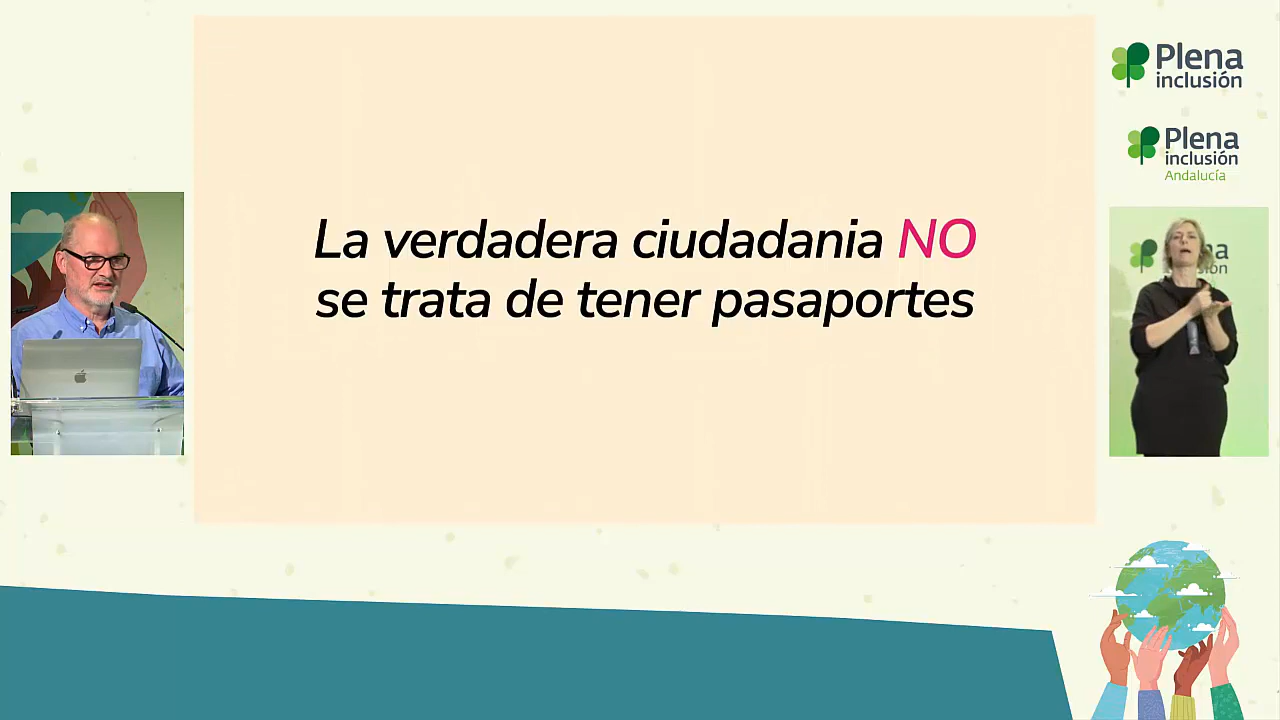 La verdadera ciudadania NO
se trata de tener pasaportes
Plena
inclusión
Plena
inclusión
Andalucía